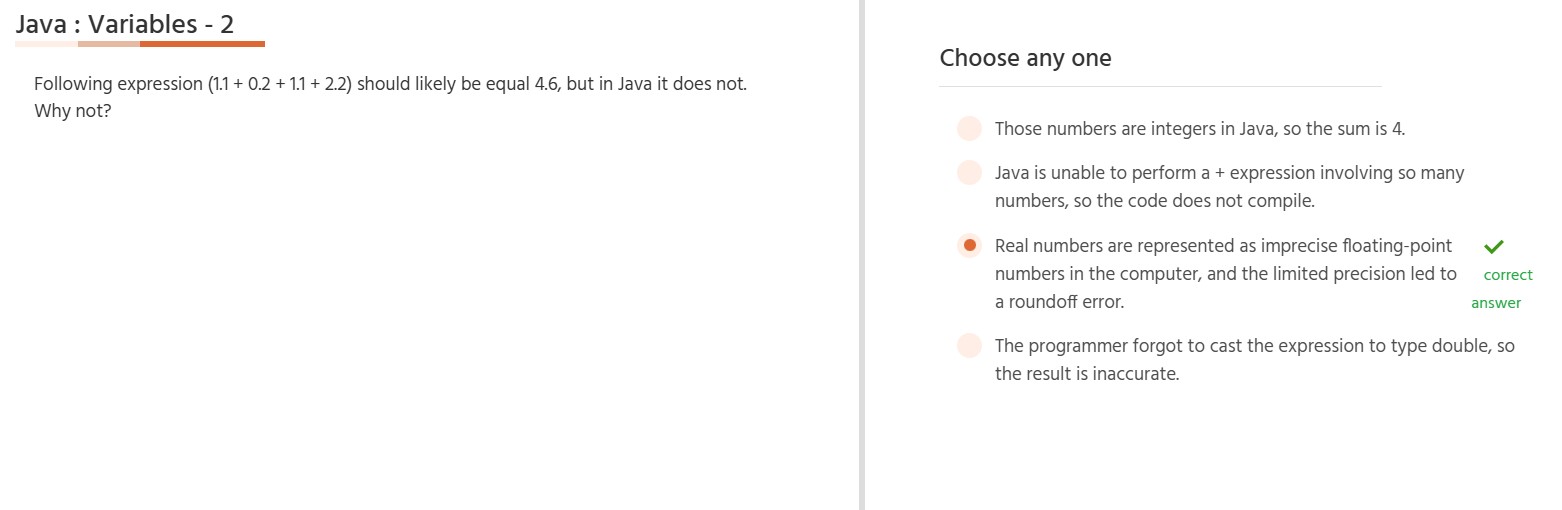 Java : Variables - 2
Following expression (1.1 + 0.2 + 1.1 + 2.2) should likely be equal 4.6, but in Java it does not.
Why not?
Choose any one
Those numbers are integers in Java, so the sum is 4.
Java is unable to perform a + expression involving so many
numbers, so the code does not compile.
Real numbers are represented as imprecise floating-point
numbers in the computer, and the limited precision led to
a roundoff error.
correct
answer
The programmer forgot to cast the expression to type double, so
the result is inaccurate.